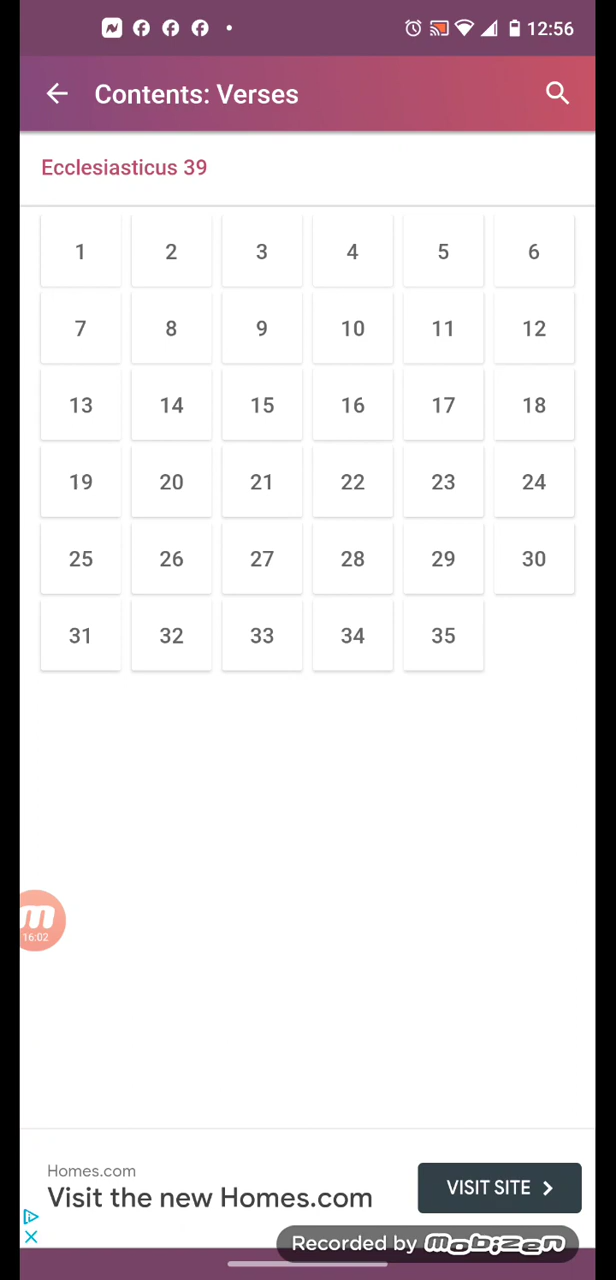 12:56
Contents: Verses
Ecclesiasticus 39
1 2 3 4 5 6
7 8 9 10 11 12
13 14 15 16 17 18
19 20 21 22 23 24
25 26 27 28 29 30
31 32 33 34 35
16:02
Homes.com
Visit the new Homes.com
VISIT SITE
Recorded by mobizen